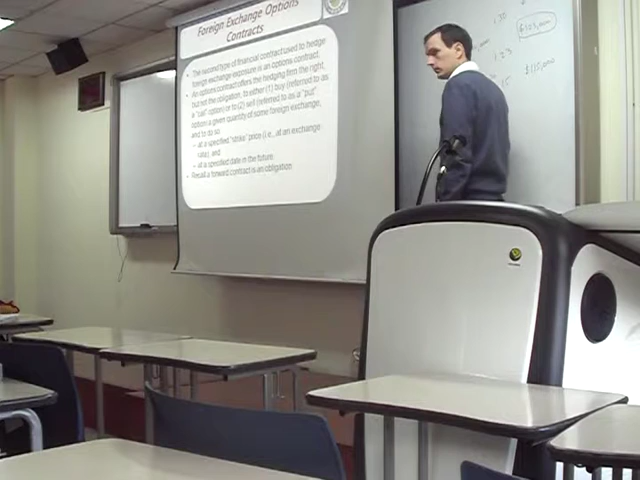 Foreign Exchange Options
Contracts
• The second type of financial contract used to hedge
foreign exchange exposure is an options contract.
• An options contract offers the hedging firm the right,
but not the obligation, to either (1) buy (referred to as
a "call" option) or to (2) sell (referred to as a "put"
option) a given quantity of some foreign exchange,
and to do so:
– at a specified "strike" price (i.e., at an exchange
rate), and
– at a specified date in the future
• Recall a forward contract is an obligation
1.30
1.23